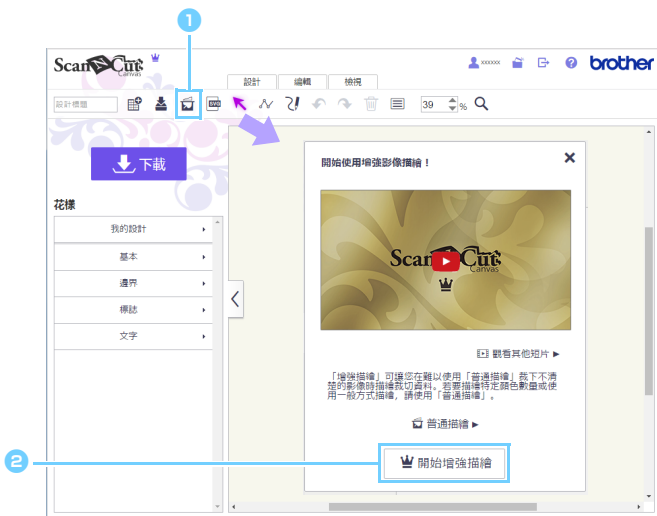 1
ScanNCut
Canvas
xxxxxx
brother
設計 編輯 檢視
設計標題
SVG
39 %
開始使用增強影像描繪！
下載
花樣
我的設計
基本
邊界
標誌
文字
ScanNCut
Canvas
觀看其他短片
「增強描繪」可讓您在難以使用「普通描繪」裁下不清
楚的影像時描繪裁切資料。若要描繪特定顏色數量或使
用一般方式描繪，請使用「普通描繪」。
普通描繪
2
開始增強描繪